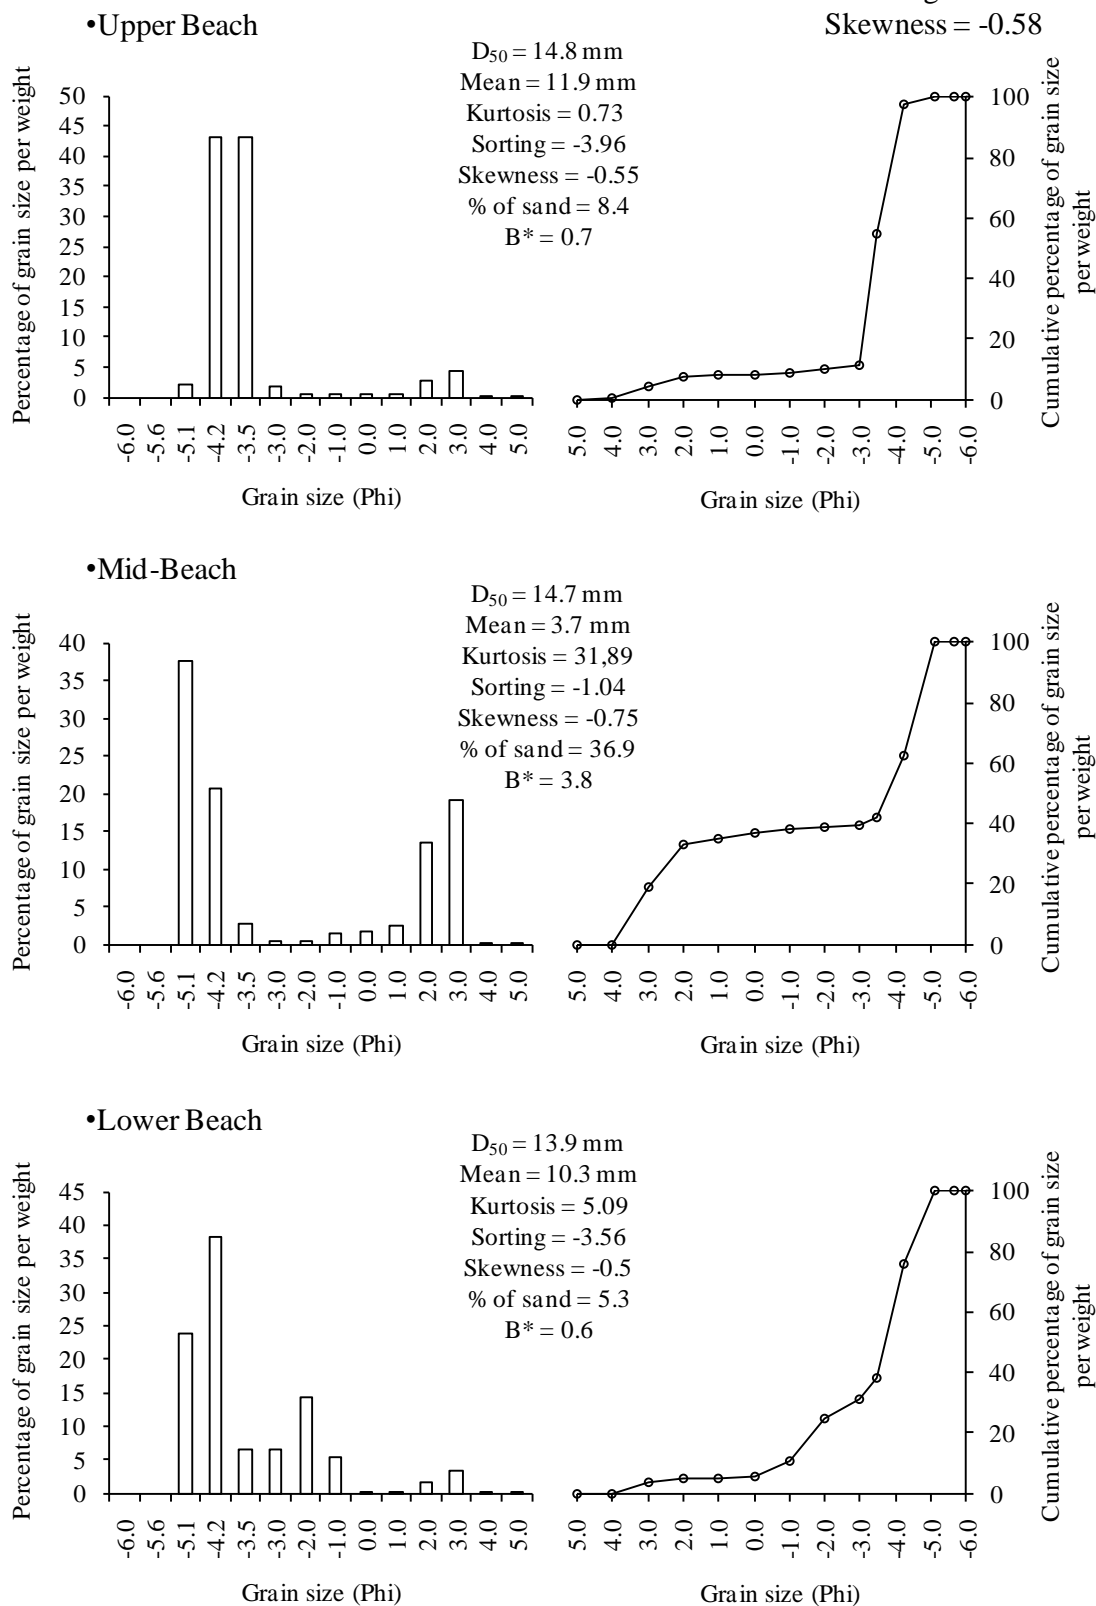 •Upper Beach
Skewness = -0.58
D50 = 14.8 mm
Mean = 11.9 mm
Kurtosis = 0.73
Sorting = -3.96
Skewness = -0.55
% of sand = 8.4
B* = 0.7
Percentage of grain size per weight
50
45
40
35
30
25
20
15
10
5
0
-6.0 -5.6 -5.1 -4.2 -3.5 -3.0 -2.0 -1.0 0.0 1.0 2.0 3.0 4.0 5.0
Grain size (Phi)
100
80
60
40
20
0
Cumulative percentage of grain size
per weight
5.0 4.0 3.0 2.0 1.0 0.0 -1.0 -2.0 -3.0 -4.0 -5.0 -6.0
Grain size (Phi)
•Mid-Beach
D50 = 14.7 mm
Mean = 3.7 mm
Kurtosis = 31,89
Sorting = -1.04
Skewness = -0.75
% of sand = 36.9
B* = 3.8
Percentage of grain size per weight
40
35
30
25
20
15
10
5
0
-6.0 -5.6 -5.1 -4.2 -3.5 -3.0 -2.0 -1.0 0.0 1.0 2.0 3.0 4.0 5.0
Grain size (Phi)
100
80
60
40
20
0
Cumulative percentage of grain size
per weight
5.0 4.0 3.0 2.0 1.0 0.0 -1.0 -2.0 -3.0 -4.0 -5.0 -6.0
Grain size (Phi)
•Lower Beach
D50 = 13.9 mm
Mean = 10.3 mm
Kurtosis = 5.09
Sorting = -3.56
Skewness = -0.5
% of sand = 5.3
B* = 0.6
Percentage of grain size per weight
45
40
35
30
25
20
15
10
5
0
-6.0 -5.6 -5.1 -4.2 -3.5 -3.0 -2.0 -1.0 0.0 1.0 2.0 3.0 4.0 5.0
Grain size (Phi)
100
80
60
40
20
0
Cumulative percentage of grain size
per weight
5.0 4.0 3.0 2.0 1.0 0.0 -1.0 -2.0 -3.0 -4.0 -5.0 -6.0
Grain size (Phi)